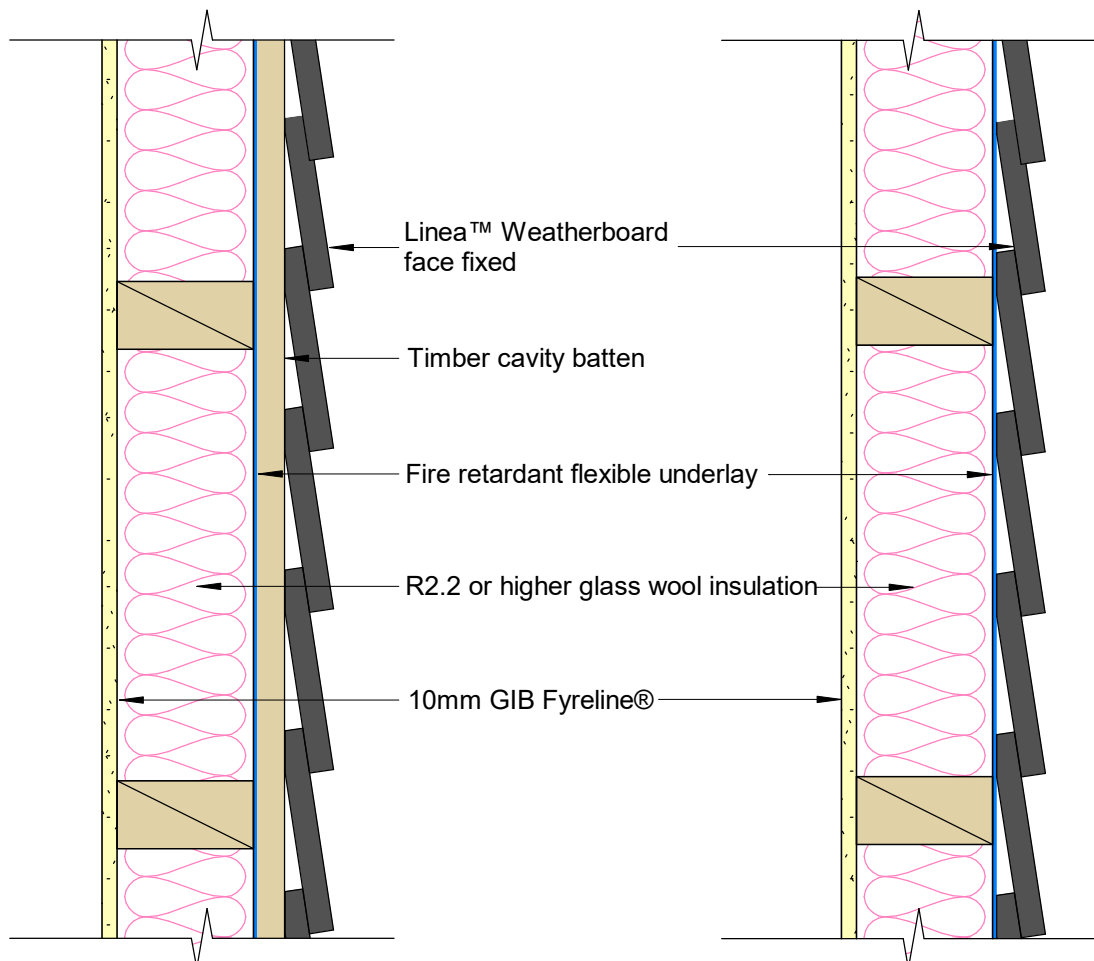 Linea™ Weatherboard
face fixed
Timber cavity batten
Fire retardant flexible underlay
R2.2 or higher glass wool insulation
10mm GIB Fyreline®